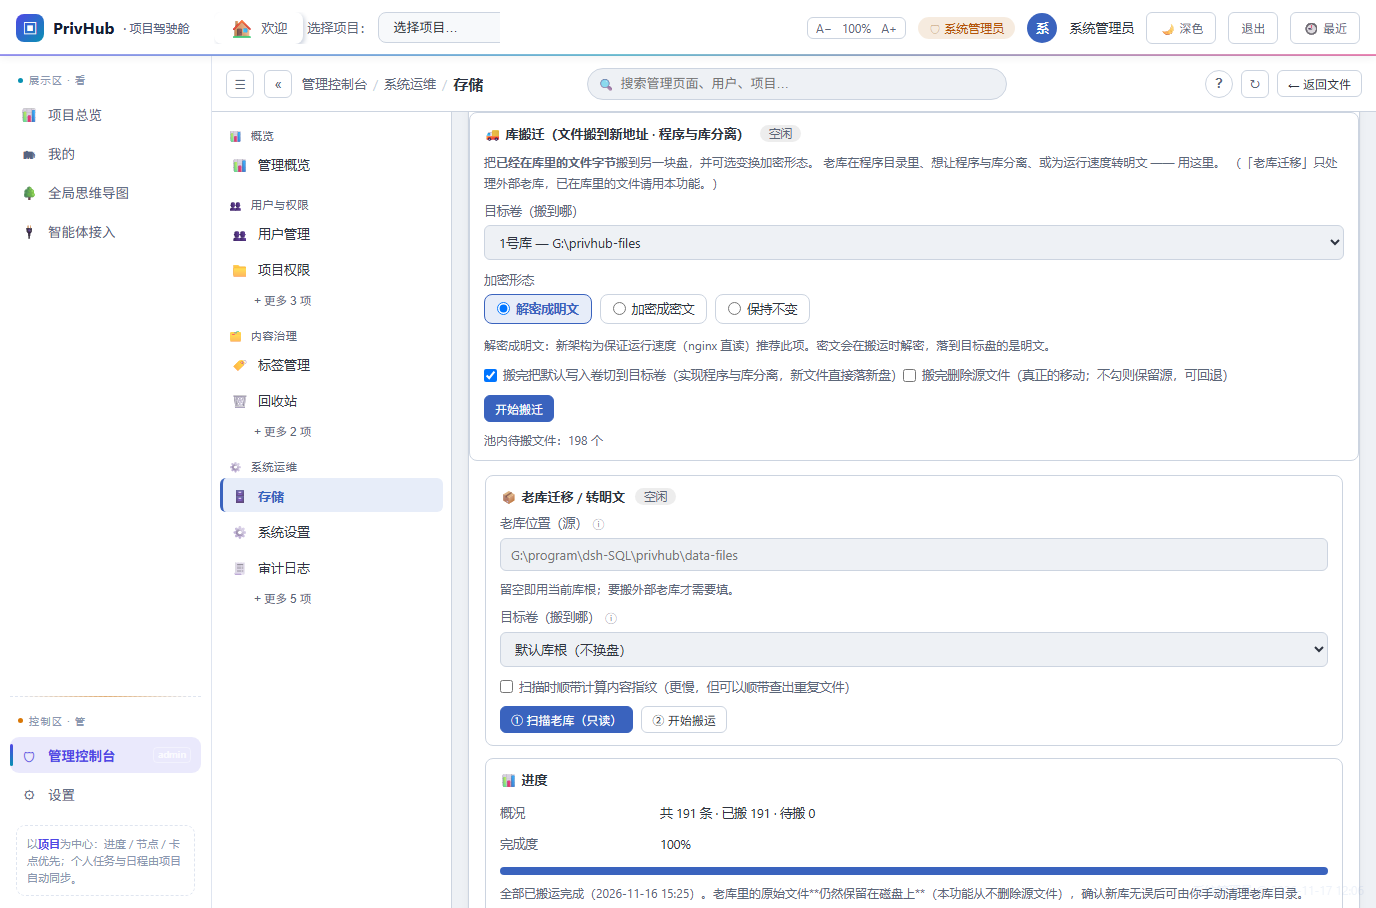 PrivHub · 项目驾驶舱
欢迎
选择项目：
选择项目...
A− 100% A+
系统管理员
系
系统管理员
深色
退出
最近
展示区 · 看
项目总览
我的
全局思维导图
智能体接入
控制区 · 管
管理控制台
admin
设置
以项目为中心：进度 / 节点 / 卡
点优先；个人任务与日程由项目
自动同步。
☰
«
管理控制台 / 系统运维 / 存储
搜索管理页面、用户、项目...
?
↻
← 返回文件
概览
管理概览
用户与权限
用户管理
项目权限
+ 更多 3 项
内容治理
标签管理
回收站
+ 更多 2 项
系统运维
存储
系统设置
审计日志
+ 更多 5 项
库搬迁（文件搬到新地址 · 程序与库分离） 空闲
把已经在库里的文件字节搬到另一块盘，并可选变换加密形态。 老库在程序目录里、想让程序与库分离、或为运行速度转明文 —— 用这里。 （「老库迁移」只处
理外部老库，已在库里的文件请用本功能。）
目标卷（搬到哪）
1号库 — G:\privhub-files
加密形态
解密成明文
加密成密文
保持不变
解密成明文：新架构为保证运行速度（nginx 直读）推荐此项。密文会在搬运时解密，落到目标盘的是明文。
搬完把默认写入卷切到目标卷（实现程序与库分离，新文件直接落新盘）
搬完删除源文件（真正的移动；不勾则保留源，可回退）
开始搬迁
池内待搬文件：198 个
老库迁移 / 转明文 空闲
老库位置（源） ⓘ
G:\program\dsh-SQL\privhub\data-files
留空即用当前库根；要搬外部老库才需要填。
目标卷（搬到哪） ⓘ
默认库根（不换盘）
扫描时顺带计算内容指纹（更慢，但可以顺带查出重复文件）
① 扫描老库（只读）
② 开始搬运
进度
概况 共 191 条 · 已搬 191 · 待搬 0
完成度 100%
全部已搬运完成（2026-11-16 15:25）。老库里的原始文件**仍然保留在磁盘上**（本功能从不删除源文件），确认新库无误后可由你手动清理老库目录。